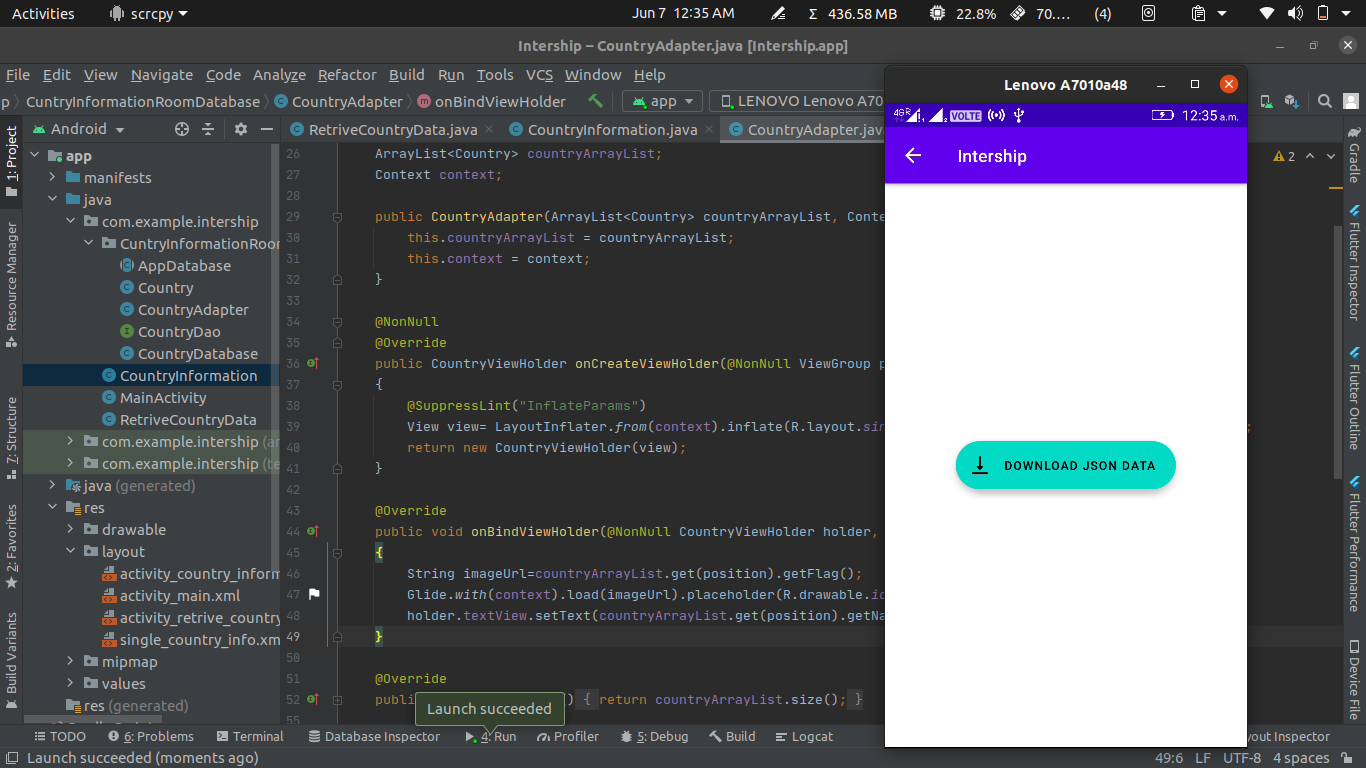 Activities
scrcpy
Jun 7 12:35 AM
Σ 436.58 MB
22.8%
70....
(4)
Intership – CountryAdapter.java [Intership.app]
File Edit View Navigate Code Analyze Refactor Build Run Tools VCS Window Help
p CuntryInformationRoomDatabase CountryAdapter onBindViewHolder
app
LENOVO Lenovo A70
Android
RetriveCountryData.java
CountryInformation.java
CountryAdapter.jav
1: Project
Resource Manager
7: Structure
2: Favorites
Build Variants
app
manifests
java
com.example.intership
CuntryInformationRoo
AppDatabase
Country
CountryAdapter
CountryDao
CountryDatabase
CountryInformation
MainActivity
RetriveCountryData
com.example.intership (a
com.example.intership (te
java (generated)
res
drawable
layout
activity_country_inform
activity_main.xml
activity_retrive_country
single_country_info.xm
mipmap
values
res (generated)
26 ArrayList<Country> countryArrayList;
27 Context context;
28
29 public CountryAdapter(ArrayList<Country> countryArrayList, Conte
30 this.countryArrayList = countryArrayList;
31 this.context = context;
32 }
33
34 @NonNull
35 @Override
36 public CountryViewHolder onCreateViewHolder(@NonNull ViewGroup p
37 {
38 @SuppressLint("InflateParams")
39 View view= LayoutInflater.from(context).inflate(R.layout.sin ;
40 return new CountryViewHolder(view);
41 }
42
43 @Override
44 public void onBindViewHolder(@NonNull CountryViewHolder holder,
45 {
46 String imageUrl=countryArrayList.get(position).getFlag();
47 Glide.with(context).load(imageUrl).placeholder(R.drawable.ic
48 holder.textView.setText(countryArrayList.get(position).getNa
49 }
50
51 @Override
52 publi ) { return countryArrayList.size(); }
55
Launch succeeded
2
Gradle
Flutter Inspector
Flutter Outline
Flutter Performance
Device File
Lenovo A7010a48
4GR
VOLTE
12:35 a.m.
Intership
DOWNLOAD JSON DATA
TODO
6: Problems
Terminal
Database Inspector
4: Run
Profiler
5: Debug
Build
Logcat
yout Inspector
Launch succeeded (moments ago)
49:6 LF UTF-8 4 spaces